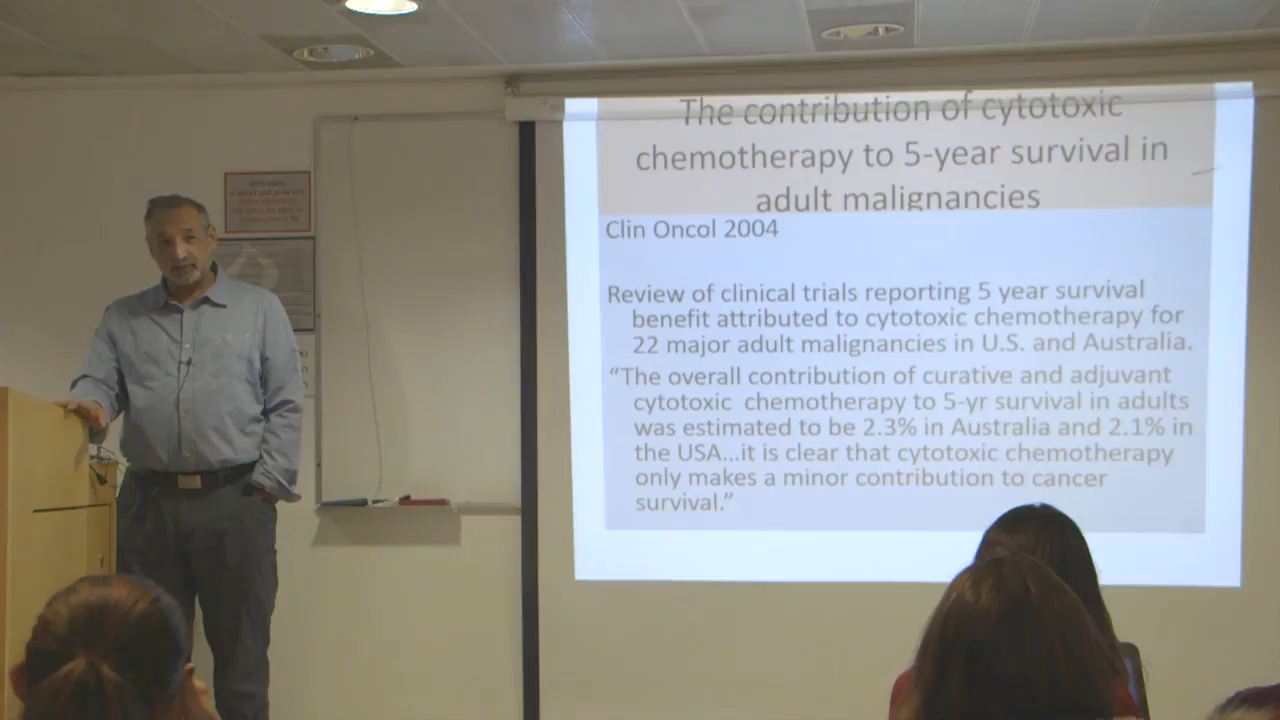 The contribution of cytotoxic
chemotherapy to 5-year survival in
adult malignancies
Clin Oncol 2004
Review of clinical trials reporting 5 year survival
benefit attributed to cytotoxic chemotherapy for
22 major adult malignancies in U.S. and Australia.
“The overall contribution of curative and adjuvant
cytotoxic chemotherapy to 5-yr survival in adults
was estimated to be 2.3% in Australia and 2.1% in
the USA...it is clear that cytotoxic chemotherapy
only makes a minor contribution to cancer
survival.”